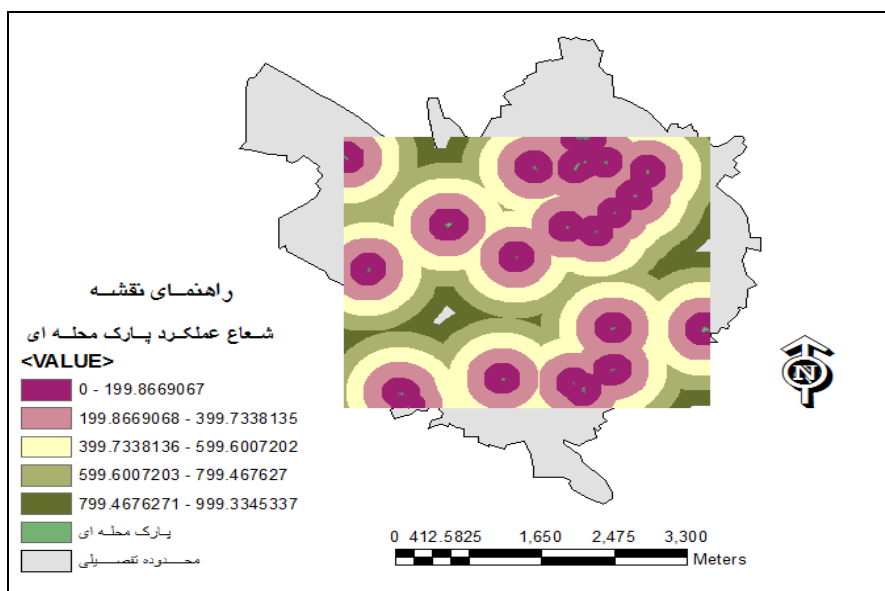 راهنمای نقشه
شعاع عملکرد پارک محله ای
<VALUE>
0 - 199.8669067
199.8669068 - 399.7338135
399.7338136 - 599.6007202
599.6007203 - 799.467627
799.4676271 - 999.3345337
پارک محله ای
محدوده تفصیلی
N
0 412.5825 1,650 2,475 3,300
Meters